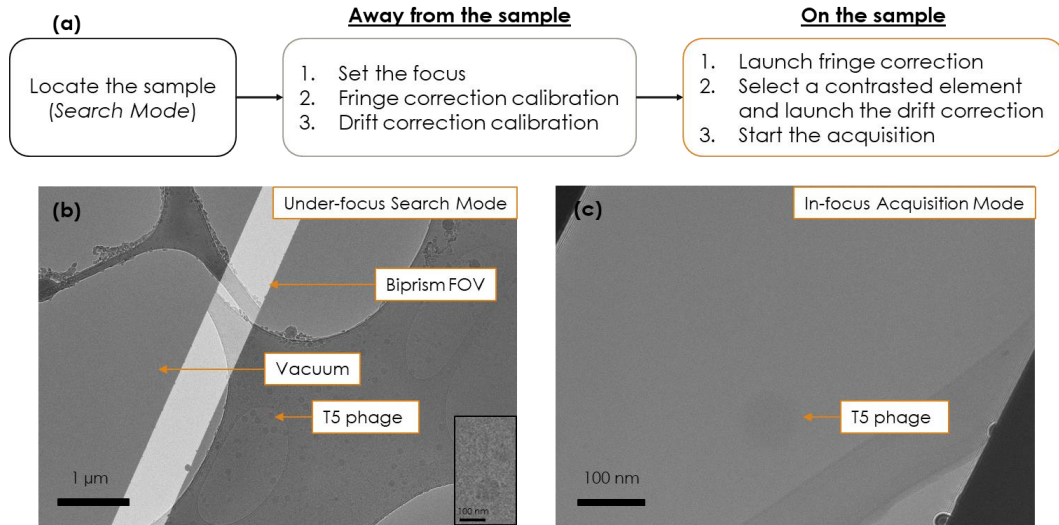 (a)
Away from the sample
On the sample
Locate the sample
(Search Mode)
1. Set the focus
2. Fringe correction calibration
3. Drift correction calibration
1. Launch fringe correction
2. Select a contrasted element
and launch the drift correction
3. Start the acquisition
(b)
Under-focus Search Mode
Biprism FOV
Vacuum
T5 phage
1 µm
100 nm
(c)
In-focus Acquisition Mode
T5 phage
100 nm